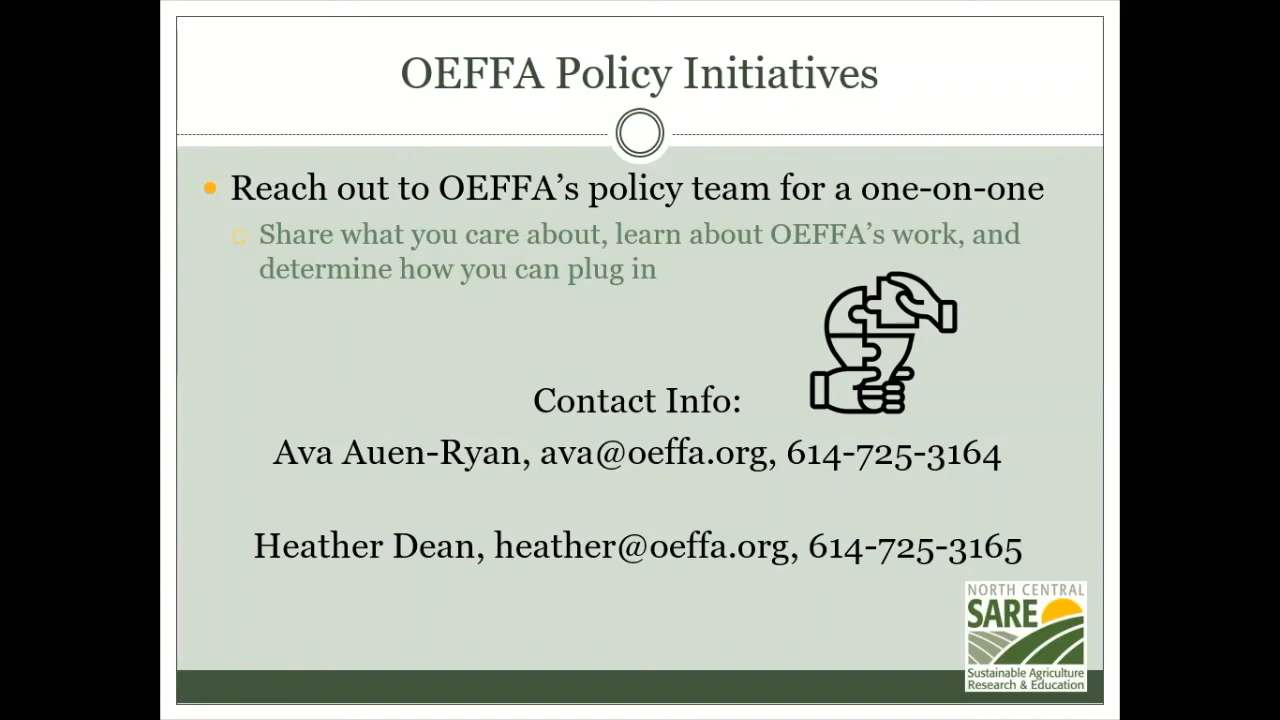 OEFFA Policy Initiatives
Reach out to OEFFA's policy team for a one-on-one
Share what you care about, learn about OEFFA's work, and
determine how you can plug in
Contact Info:
Ava Auen-Ryan, ava@oeffa.org, 614-725-3164
Heather Dean, heather@oeffa.org, 614-725-3165
NORTH CENTRAL
SARE
Sustainable Agriculture
Research & Education